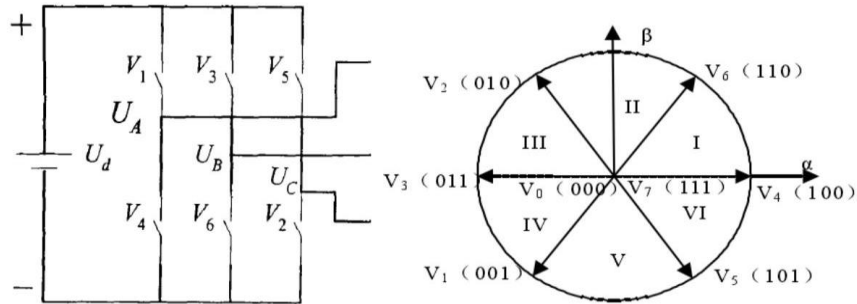 +
V1 V3 V5
UA
Ud
UB
UC
V4 V6 V2
−
β
V2 (010)
V6 (110)
II
III
I
α
V3 (011)
V0 (000)
V7 (111)
V4 (100)
IV
VI
V
V1 (001)
V5 (101)